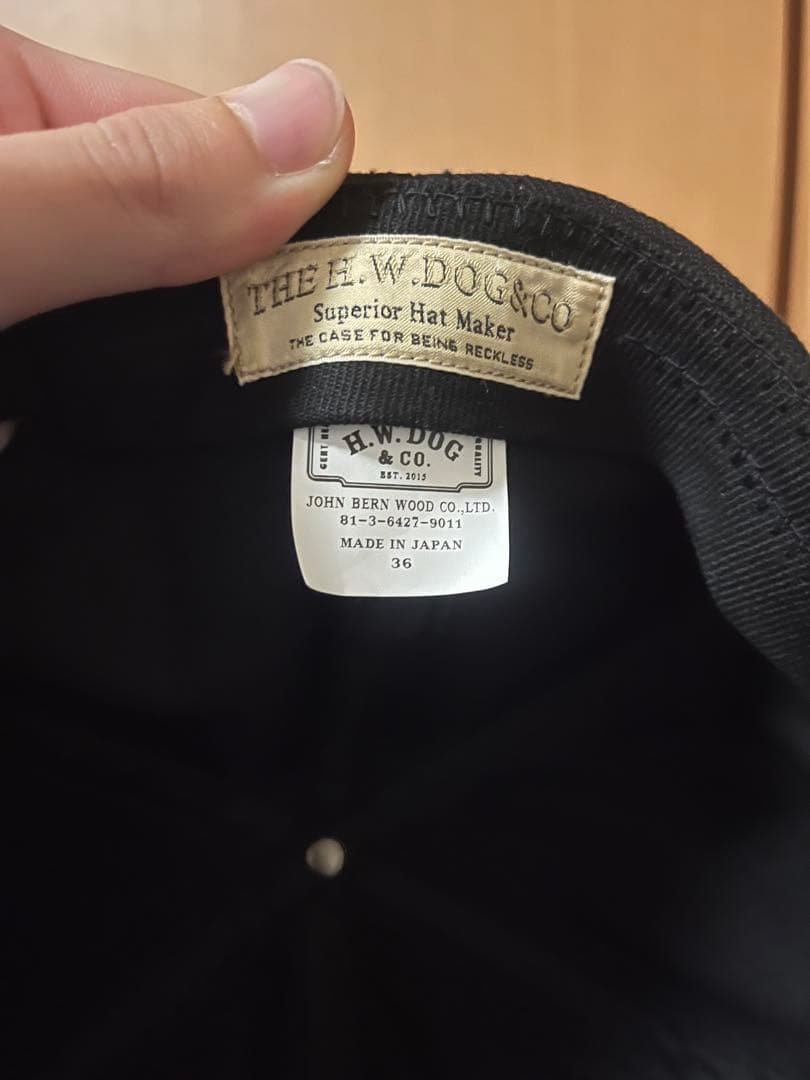 THE H.W.DOG&CO
Superior Hat Maker
THE CASE FOR BEING RECKLESS
H.W.DOG
& CO.
EST. 2015
JOHN BERN WOOD CO.,LTD.
81-3-6427-9011
MADE IN JAPAN
36